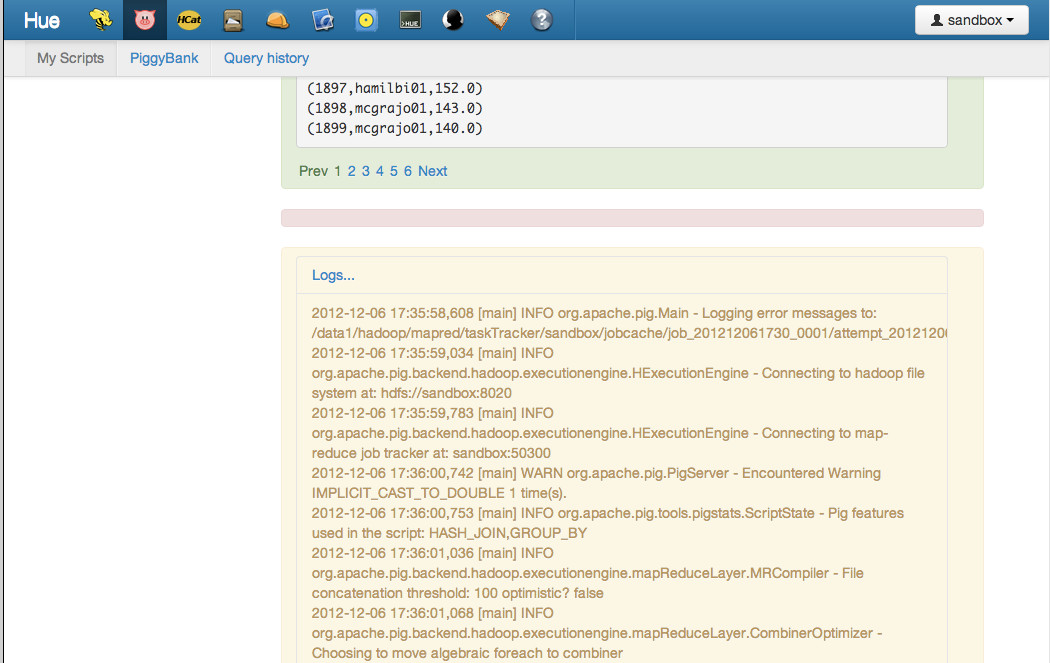 Hue
HCat
>HUE
sandbox
My Scripts PiggyBank Query history
(1897,hamilbi01,152.0)
(1898,mcgrajo01,143.0)
(1899,mcgrajo01,140.0)
Prev 1 2 3 4 5 6 Next
Logs...
2012-12-06 17:35:58,608 [main] INFO org.apache.pig.Main - Logging error messages to:
/data1/hadoop/mapred/taskTracker/sandbox/jobcache/job_201212061730_0001/attempt_2012120
2012-12-06 17:35:59,034 [main] INFO
org.apache.pig.backend.hadoop.executionengine.HExecutionEngine - Connecting to hadoop file
system at: hdfs://sandbox:8020
2012-12-06 17:35:59,783 [main] INFO
org.apache.pig.backend.hadoop.executionengine.HExecutionEngine - Connecting to map-
reduce job tracker at: sandbox:50300
2012-12-06 17:36:00,742 [main] WARN org.apache.pig.PigServer - Encountered Warning
IMPLICIT_CAST_TO_DOUBLE 1 time(s).
2012-12-06 17:36:00,753 [main] INFO org.apache.pig.tools.pigstats.ScriptState - Pig features
used in the script: HASH_JOIN,GROUP_BY
2012-12-06 17:36:01,036 [main] INFO
org.apache.pig.backend.hadoop.executionengine.mapReduceLayer.MRCompiler - File
concatenation threshold: 100 optimistic? false
2012-12-06 17:36:01,068 [main] INFO
org.apache.pig.backend.hadoop.executionengine.mapReduceLayer.CombinerOptimizer -
Choosing to move algebraic foreach to combiner